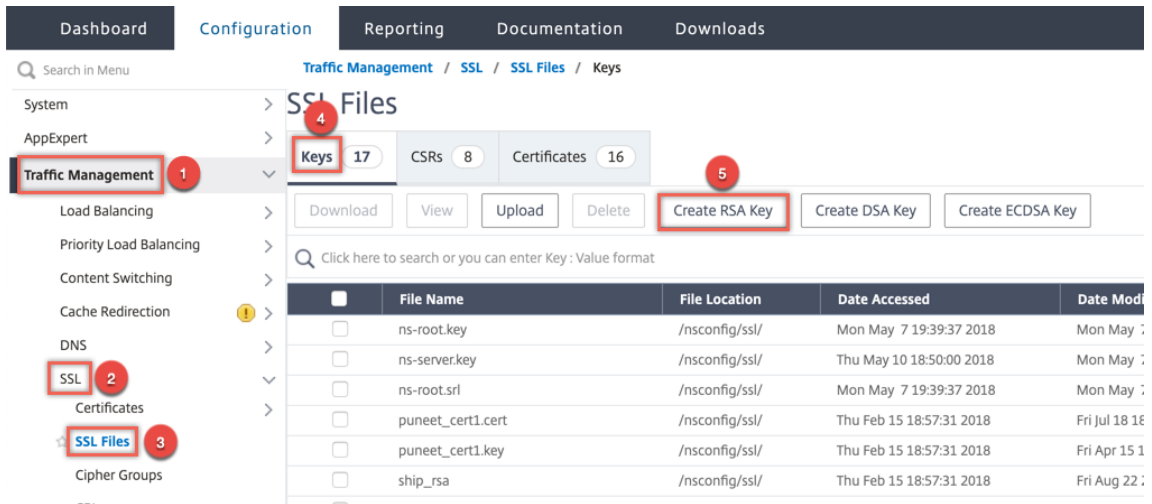 Dashboard Configuration Reporting Documentation Downloads
Search in Menu
Traffic Management / SSL / SSL Files / Keys
System
SSL Files
AppExpert
4
Keys 17 CSRs 8 Certificates 16
Traffic Management 1
5
Load Balancing
Download View Upload Delete Create RSA Key Create DSA Key Create ECDSA Key
Priority Load Balancing
Click here to search or you can enter Key : Value format
Content Switching
Cache Redirection !
DNS
SSL 2
Certificates
SSL Files 3
Cipher Groups
File Name File Location Date Accessed Date Modi
ns-root.key /nsconfig/ssl/ Mon May 7 19:39:37 2018 Mon May
ns-server.key /nsconfig/ssl/ Thu May 10 18:50:00 2018 Mon May
ns-root.srl /nsconfig/ssl/ Mon May 7 19:39:37 2018 Mon May
puneet_cert1.cert /nsconfig/ssl/ Thu Feb 15 18:57:31 2018 Fri Jul 18 18
puneet_cert1.key /nsconfig/ssl/ Thu Feb 15 18:57:31 2018 Fri Apr 15 1
ship_rsa /nsconfig/ssl/ Thu Feb 15 18:57:31 2018 Fri Aug 22